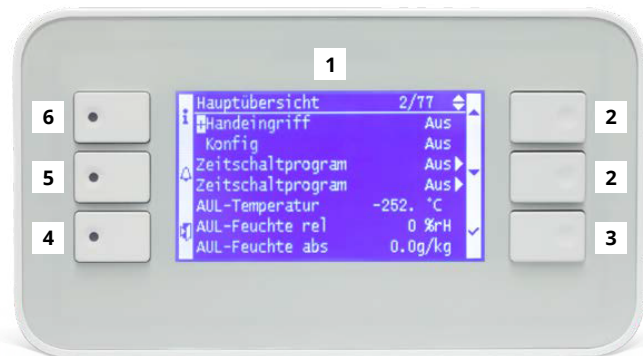 1
Hauptübersicht 2/77
+Handeingriff Aus
Konfig Aus
Zeitschaltprogram Aus
Zeitschaltprogram Aus
AUL-Temperatur -252. °C
AUL-Feuchte rel 0 %rH
AUL-Feuchte abs 0.0g/kg
i
6
5
4
2
2
3